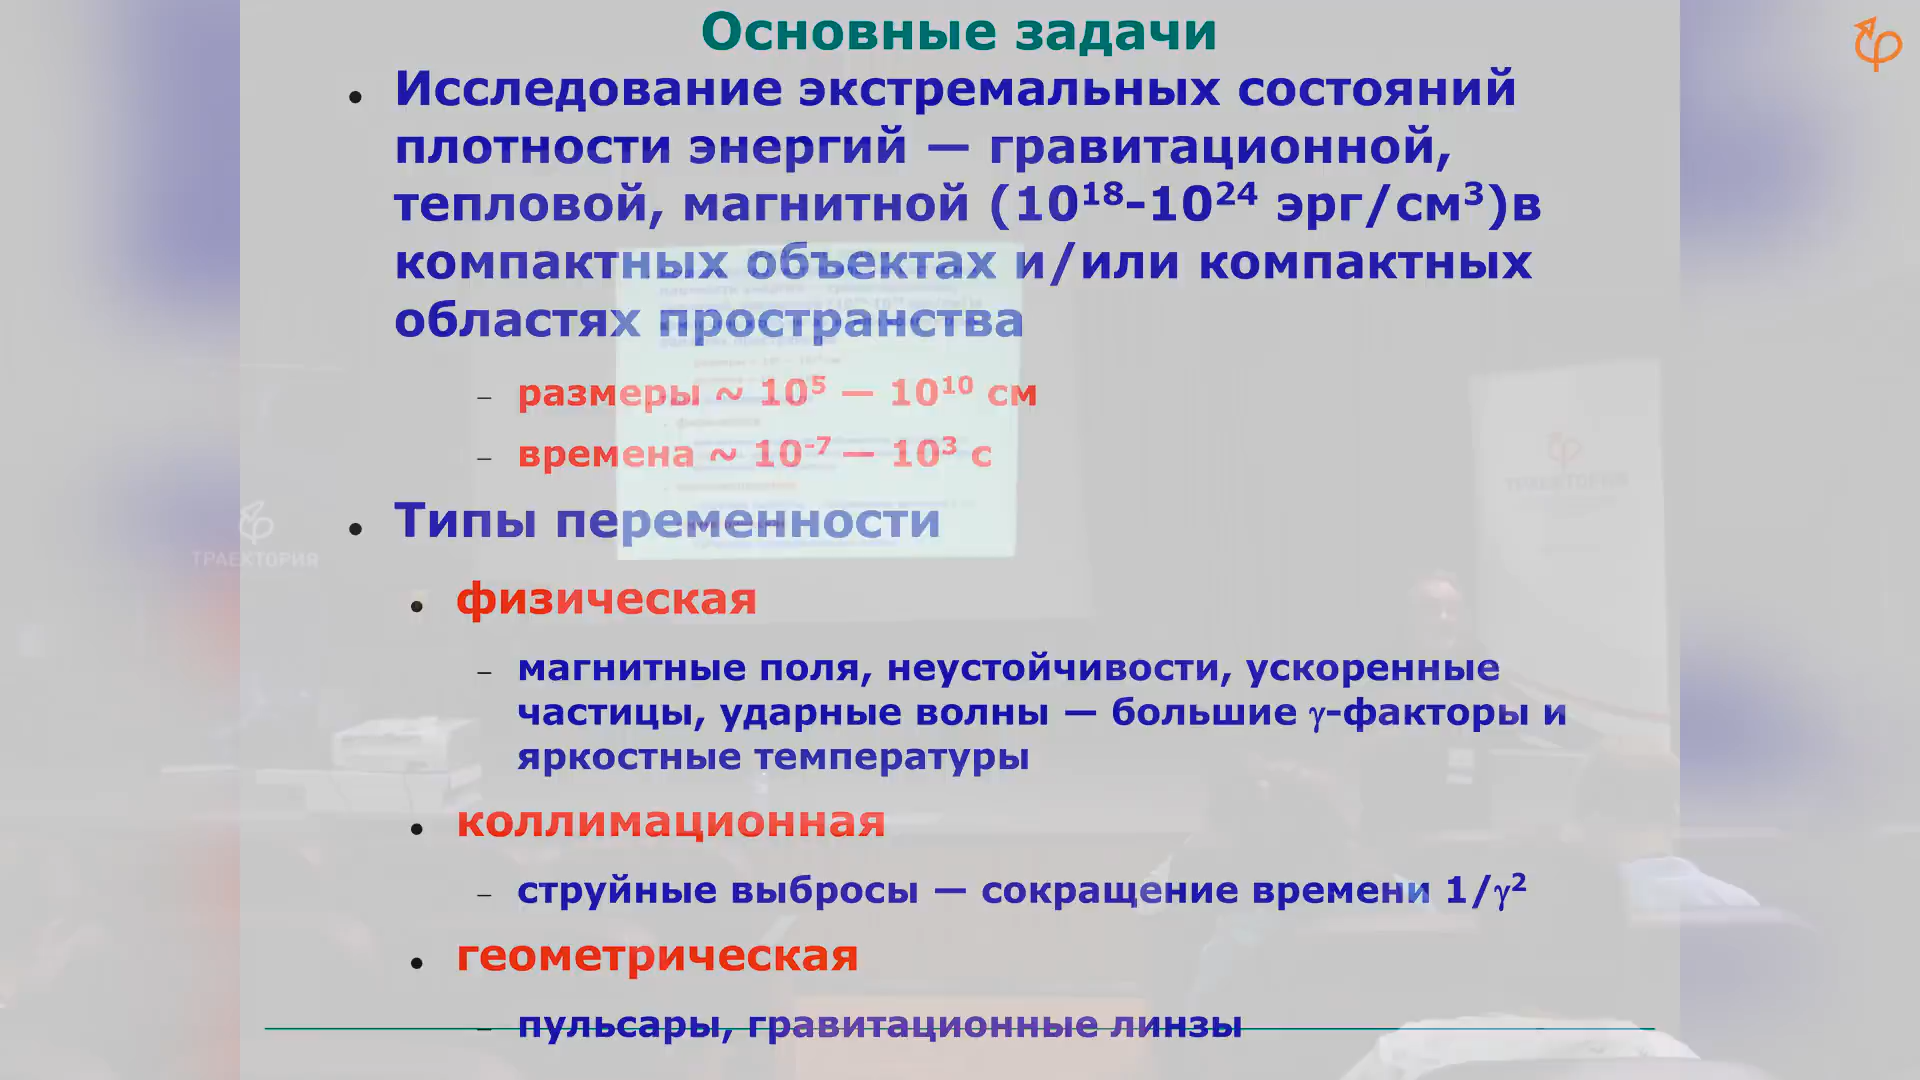 Основные задачи
• Исследование экстремальных состояний
плотности энергий — гравитационной,
тепловой, магнитной (10¹⁸-10²⁴ эрг/см³)в
компактных объектах и/или компактных
областях пространства
– размеры ~ 10⁵ — 10¹⁰ см
– времена ~ 10⁻⁷ — 10³ с
• Типы переменности
• физическая
– магнитные поля, неустойчивости, ускоренные
частицы, ударные волны — большие γ-факторы и
яркостные температуры
• коллимационная
– струйные выбросы — сокращение времени 1/γ²
• геометрическая
– пульсары, гравитационные линзы
ТРАЕКТОРИЯ
ТРАЕКТОРИЯ